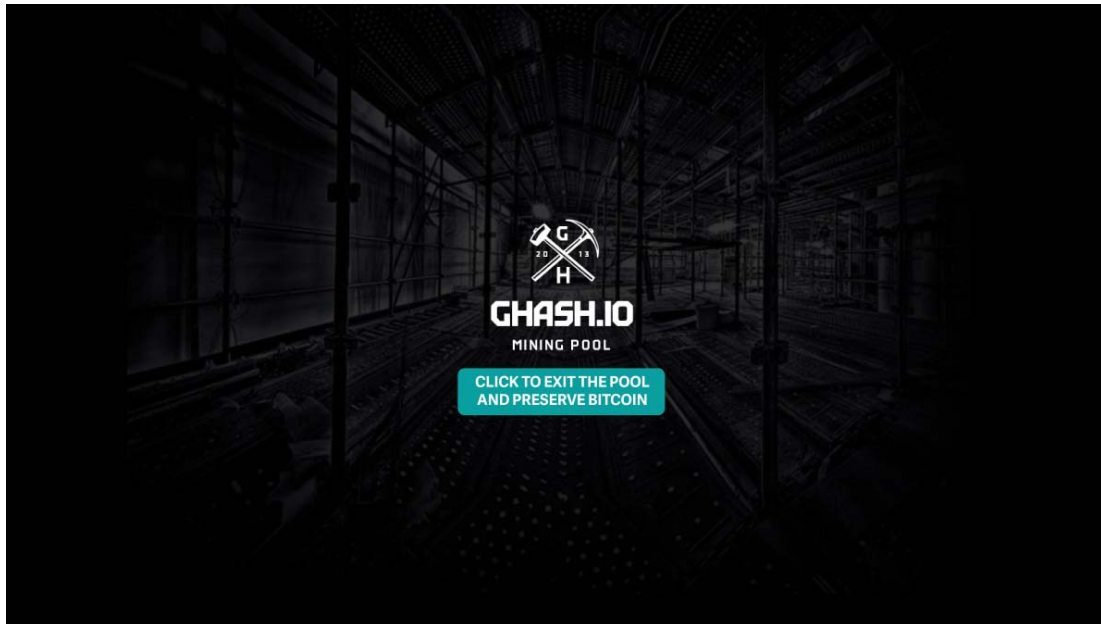 G
20 13
H
GHASH.IO
MINING POOL
CLICK TO EXIT THE POOL
AND PRESERVE BITCOIN